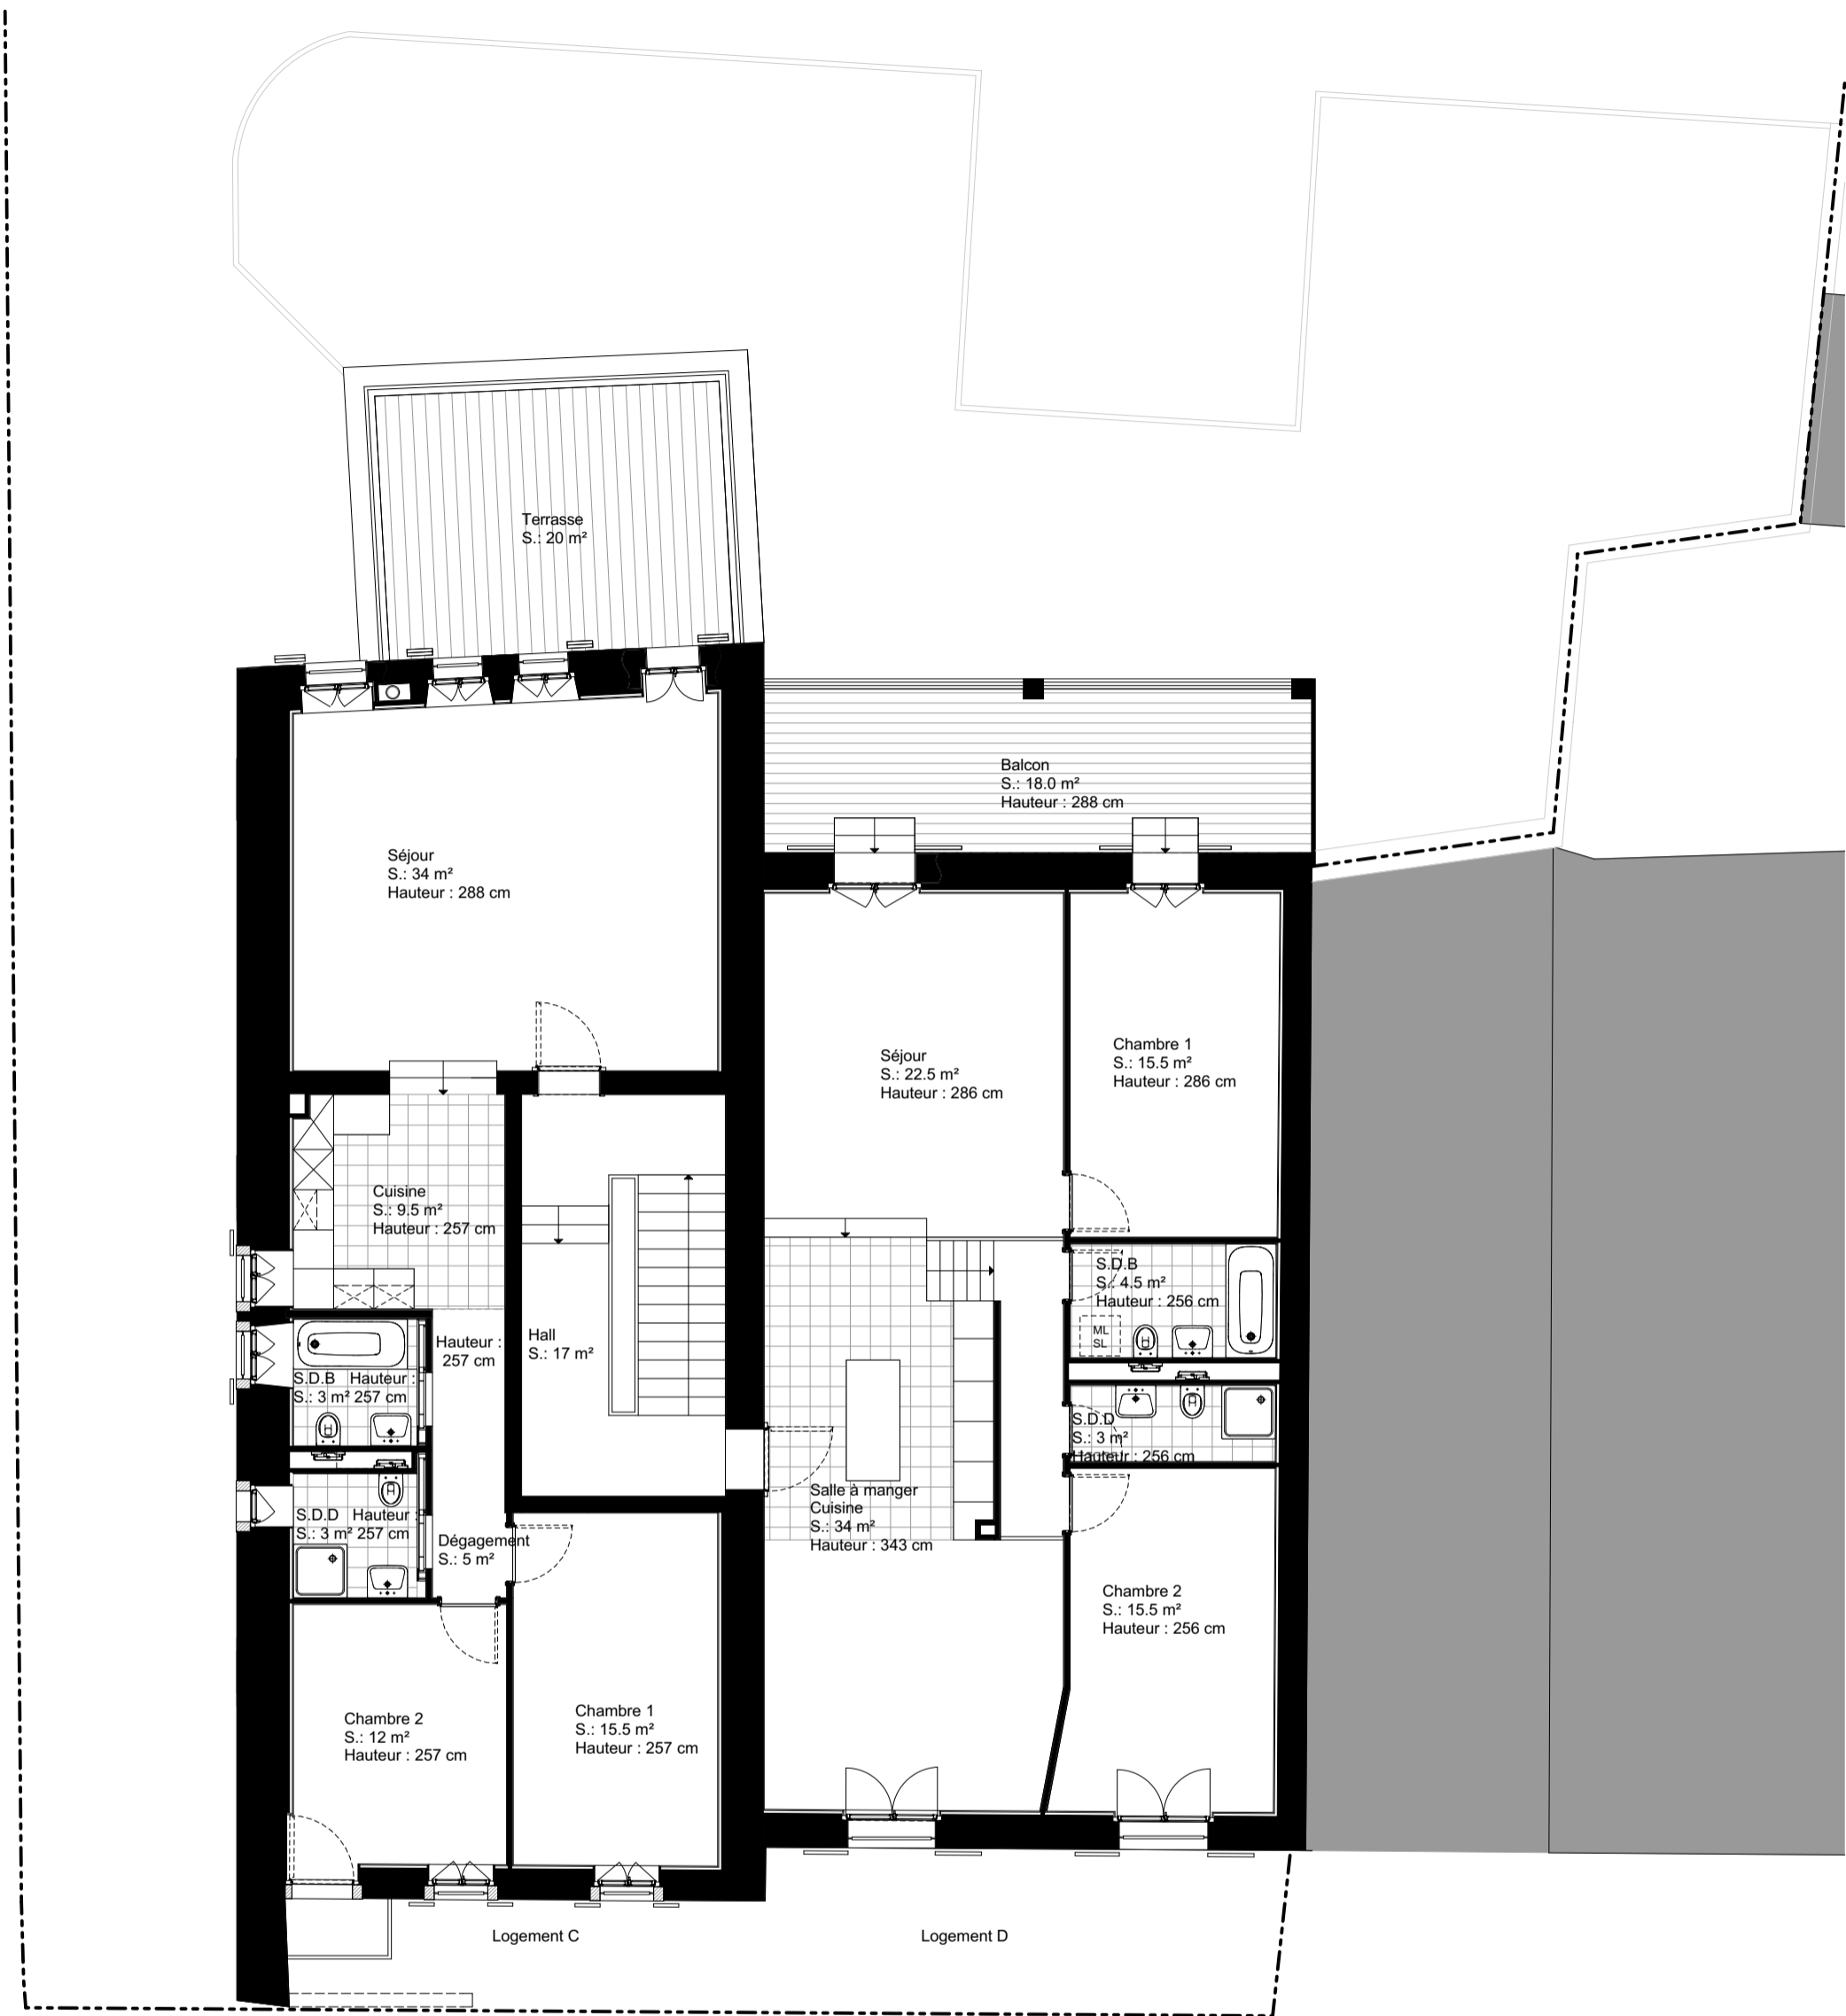 Terrasse
S.: 20 m²
Balcon
S.: 18.0 m²
Hauteur : 288 cm
Séjour
S.: 34 m²
Hauteur : 288 cm
Séjour
S.: 22.5 m²
Hauteur : 286 cm
Chambre 1
S.: 15.5 m²
Hauteur : 286 cm
Cuisine
S.: 9.5 m²
Hauteur : 257 cm
S.D.B
S.: 4.5 m²
Hauteur : 256 cm
ML
SL
Hauteur :
257 cm
Hall
S.: 17 m²
S.D.B Hauteur :
S.: 3 m² 257 cm
S.D.D
S.: 3 m²
Hauteur : 256 cm
Salle à manger
Cuisine
S.: 34 m²
Hauteur : 343 cm
S.D.D Hauteur :
S.: 3 m² 257 cm
Dégagement
S.: 5 m²
Chambre 2
S.: 15.5 m²
Hauteur : 256 cm
Chambre 2
S.: 12 m²
Hauteur : 257 cm
Chambre 1
S.: 15.5 m²
Hauteur : 257 cm
Logement C
Logement D